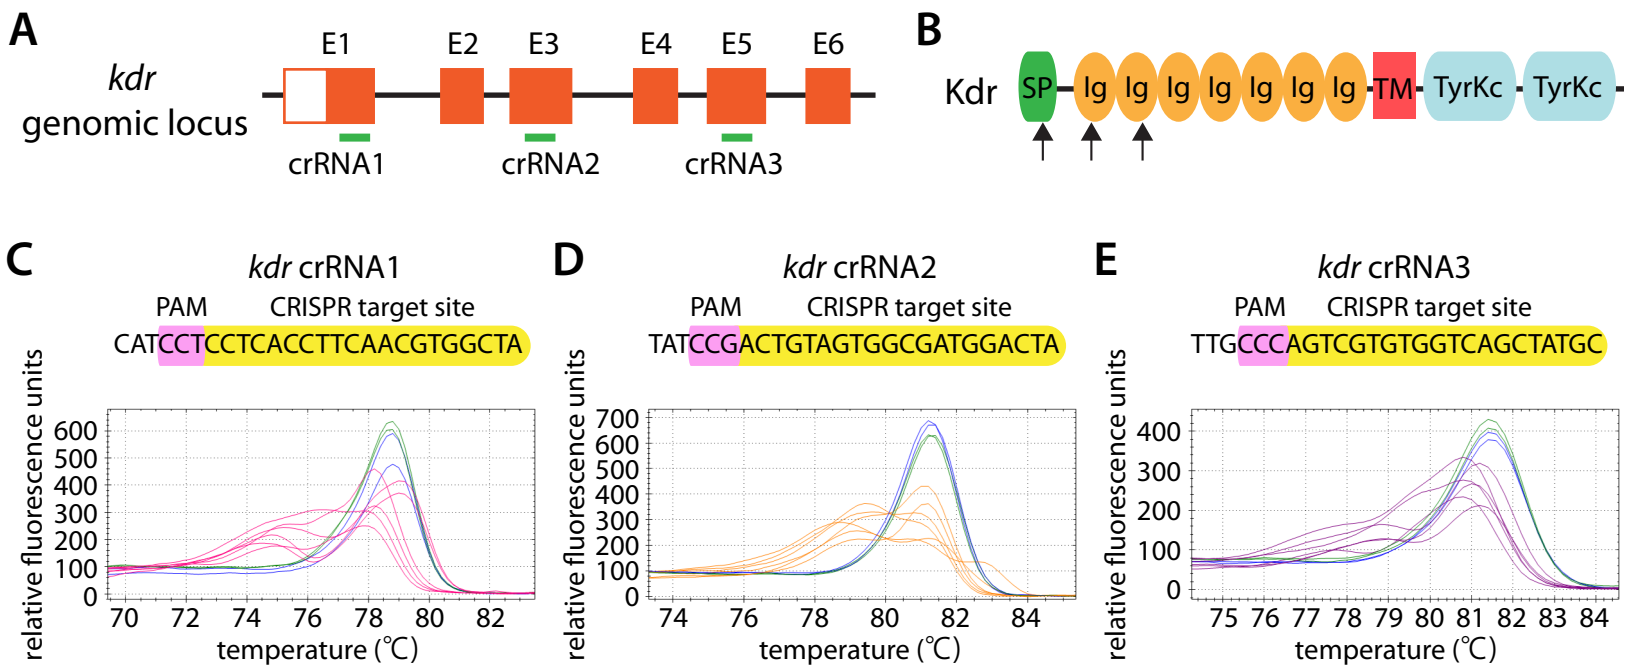 A
E1 E2 E3 E4 E5 E6
kdr
genomic locus
crRNA1 crRNA2 crRNA3
B
Kdr SP Ig Ig Ig Ig Ig Ig Ig TM TyrKc TyrKc
C
kdr crRNA1
PAM CRISPR target site
CATCCTCCTCACCTTCAACGTGGCTA
relative fluorescence units
600
500
400
300
200
100
0
70 72 74 76 78 80 82
temperature (°C)
D
kdr crRNA2
PAM CRISPR target site
TATCCGACTGTAGTGGCGATGGACTA
relative fluorescence units
700
600
500
400
300
200
100
0
74 76 78 80 82 84
temperature (°C)
E
kdr crRNA3
PAM CRISPR target site
TTGCCCAGTCGTGTGGTCAGCTATGC
relative fluorescence units
400
300
200
100
0
75 76 77 78 79 80 81 82 83 84
temperature (°C)